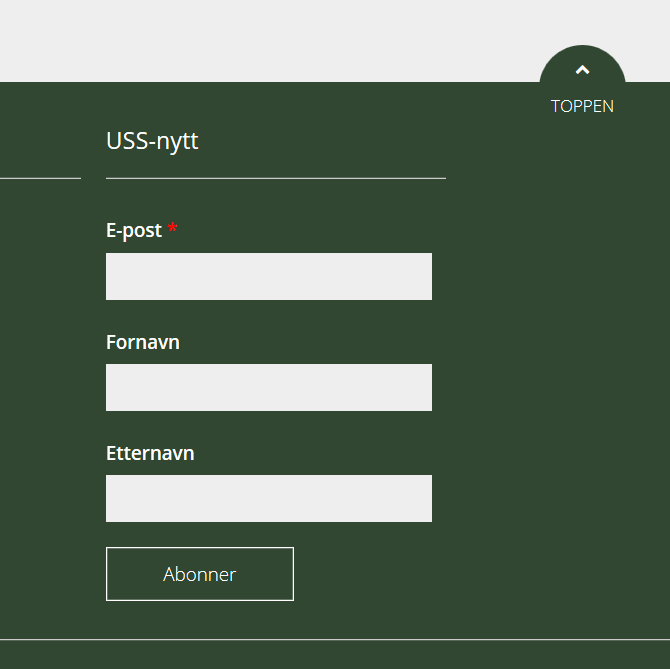 TOPPEN
USS-nytt
E-post *
Fornavn
Etternavn
Abonner